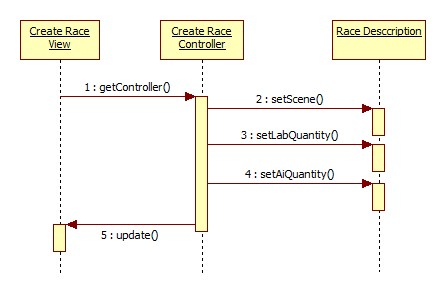 Create Race
View
Create Race
Controller
Race Desccription
1 : getController()
2 : setScene()
3 : setLabQuantity()
4 : setAiQuantity()
5 : update()